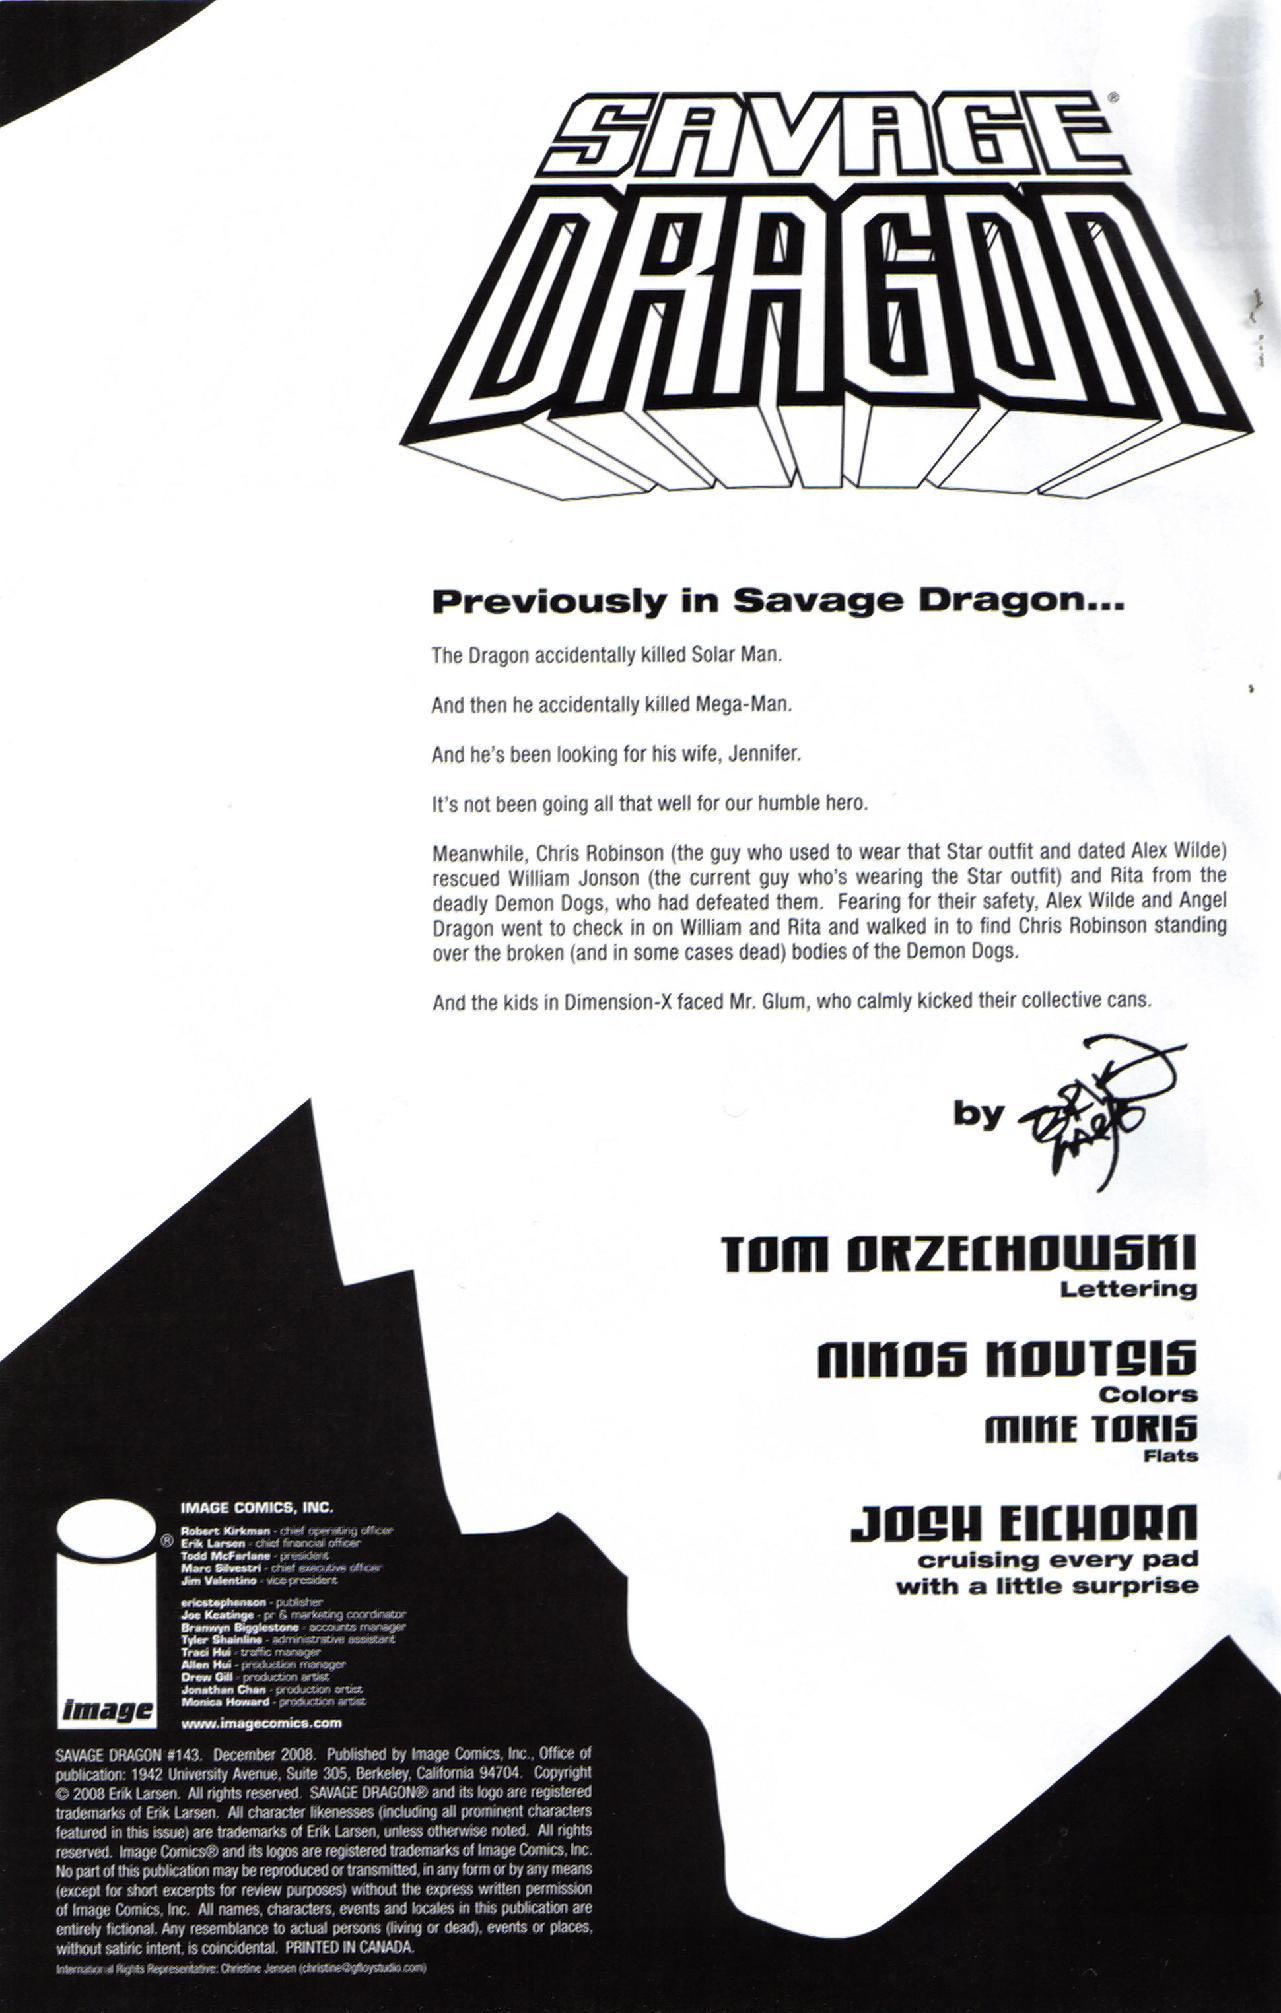 SAVAGE®
DRAGON
Previously in Savage Dragon...
The Dragon accidentally killed Solar Man.
And then he accidentally killed Mega-Man.
And he's been looking for his wife, Jennifer.
It's not been going all that well for our humble hero.
Meanwhile, Chris Robinson (the guy who used to wear that Star outfit and dated Alex Wilde)
rescued William Jonson (the current guy who's wearing the Star outfit) and Rita from the
deadly Demon Dogs, who had defeated them. Fearing for their safety, Alex Wilde and Angel
Dragon went to check in on William and Rita and walked in to find Chris Robinson standing
over the broken (and in some cases dead) bodies of the Demon Dogs.
And the kids in Dimension-X faced Mr. Glum, who calmly kicked their collective cans.
by
TOM ORZECHOWSKI
Lettering
NIKOS KOUTSIS
Colors
MIKE TORIS
Flats
JOSH EICHORN
cruising every pad
with a little surprise
IMAGE COMICS, INC.
Robert Kirkman - chief operating officer
Erik Larsen - chief financial officer
Todd McFarlane - president
Marc Silvestri - chief executive officer
Jim Valentino - vice-president
ericstephenson - publisher
Joe Keatinge - pr & marketing coordinator
Branwyn Bigglestone - accounts manager
Tyler Shainline - administrative assistant
Traci Hui - traffic manager
Allen Hui - production manager
Drew Gill - production artist
Jonathan Chan - production artist
Monica Howard - production artist
www.imagecomics.com
image
®
SAVAGE DRAGON #143. December 2008. Published by Image Comics, Inc., Office of
publication: 1942 University Avenue, Suite 305, Berkeley, California 94704. Copyright
© 2008 Erik Larsen. All rights reserved. SAVAGE DRAGON® and its logo are registered
trademarks of Erik Larsen. All character likenesses (including all prominent characters
featured in this issue) are trademarks of Erik Larsen, unless otherwise noted. All rights
reserved. Image Comics® and its logos are registered trademarks of Image Comics, Inc.
No part of this publication may be reproduced or transmitted, in any form or by any means
(except for short excerpts for review purposes) without the express written permission
of Image Comics, Inc. All names, characters, events and locales in this publication are
entirely fictional. Any resemblance to actual persons (living or dead), events or places,
without satiric intent, is coincidental. PRINTED IN CANADA.
International Rights Representative: Christine Jensen (christine@gfloystudio.com)